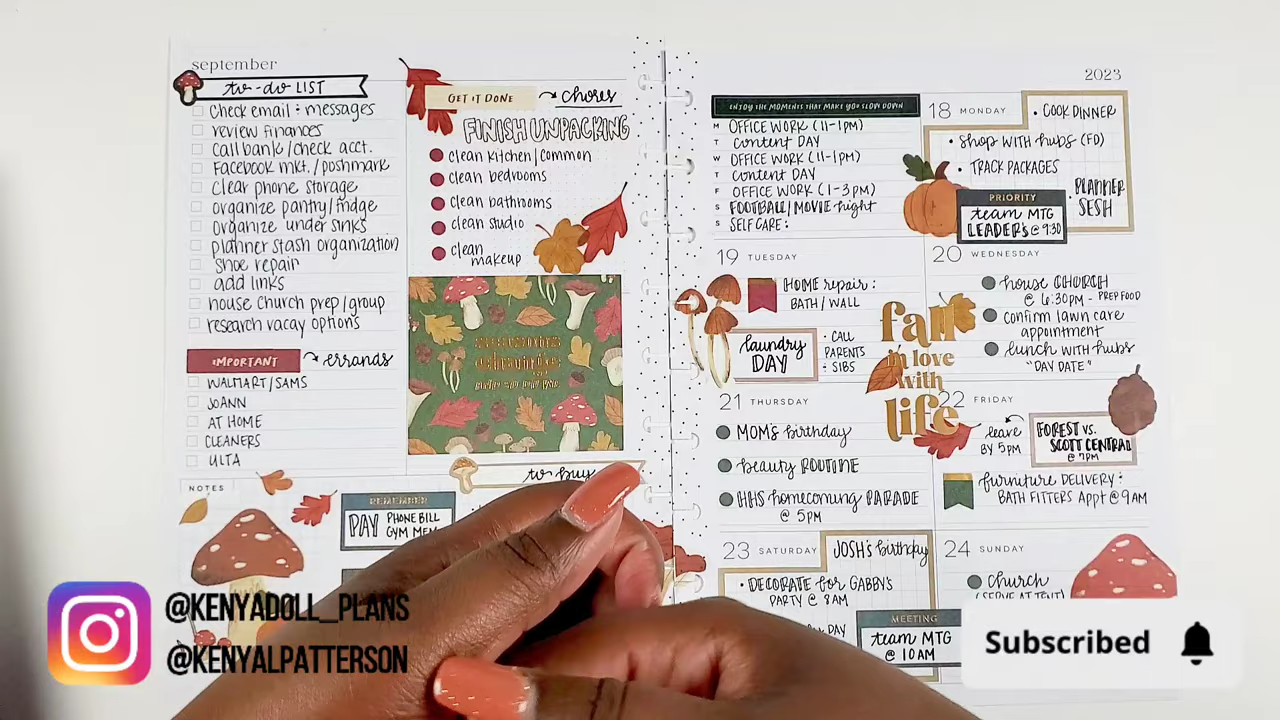 september
to-do LIST
Check email : messages
review finances
Call bank/check acct.
Facebook mkt./poshmark
Clear phone storage
organize pantry/fridge
organize under sinks
planner stash organization
shoe repair
add links
house church prep/group
research vacay options
IMPORTANT
errands
WALMART/SAMS
JOANN
AT HOME
CLEANERS
ULTA
NOTES
GET IT DONE
chores
FINISH UNPACKING
clean kitchen/common
clean bedrooms
clean bathrooms
clean studio
clean
makeup
to buy
REMEMBER
PAY PHONE BILL
GYM
2023
ENJOY THE MOMENTS THAT MAKE YOU SLOW DOWN
M OFFICE WORK (11-1PM)
T Content DAY
W OFFICE WORK (11-1PM)
T Content DAY
F OFFICE WORK (1-3PM)
S FOOTBALL/MOVIE night
S SELF CARE:
18 MONDAY
• COOK DINNER
• Shop WITH hubs (FD)
• TRACK PACKAGES
• PLANNER
SESH
PRIORITY
team MTG
LEADERS @ 9:30
19 TUESDAY
HOME repair:
BATH/WALL
laundry
DAY
• CALL
PARENTS
• SIBS
20 WEDNESDAY
house CHURCH
@ 6:30PM - PREP FOOD
Confirm lawn care
appointment
lunch WITH hubs
"DAY DATE"
fall
in love
with
life
21 THURSDAY
MOM'S birthday
beauty ROUTINE
HHS homecoming PARADE
@ 5PM
22 FRIDAY
leave
BY 5PM
FOREST vs.
SCOTT CENTRAL
@ 7PM
furniture DELIVERY:
BATH FITTERS Appt @ 9AM
23 SATURDAY
JOSH'S birthday
• DECORATE for GABBY'S
PARTY @ 8AM
DAY
MEETING
team MTG
@ 10AM
24 SUNDAY
Church
(SERVE AT TENT)
@KENYADOLL_PLANS
@KENYALPATTERSON
Subscribed